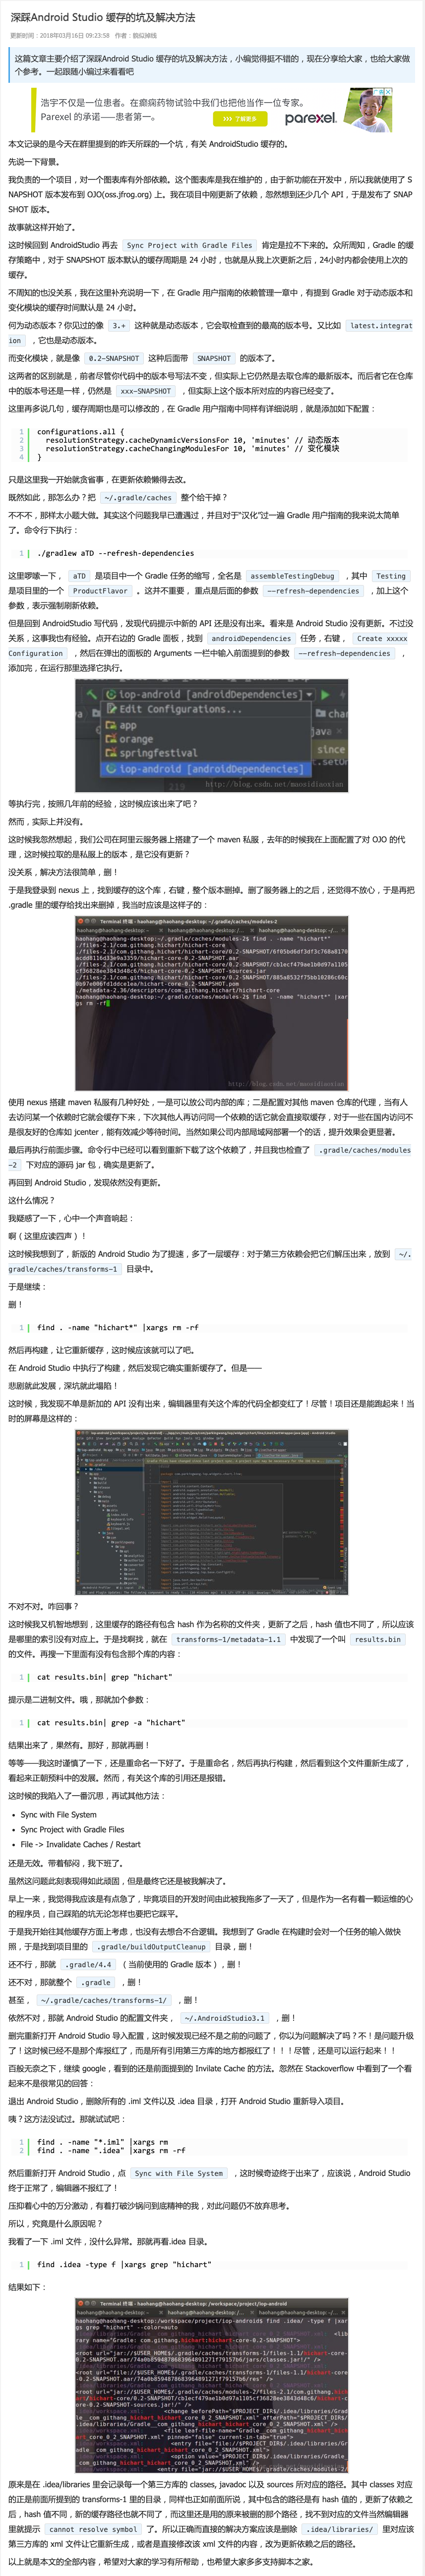 深踩Android Studio 缓存的坑及解决方法
更新时间：2018年03月16日 09:23:58 作者：貌似掉线
这篇文章主要介绍了深踩Android Studio 缓存的坑及解决方法，小编觉得挺不错的，现在分享给大家，也给大家做
个参考。一起跟随小编过来看看吧
浩宇不仅是一位患者。在癫痫药物试验中我们也把他当作一位专家。
Parexel 的承诺——患者第一。
>>> 了解更多
parexel.
本文记录的是今天在群里提到的昨天所踩的一个坑，有关 AndroidStudio 缓存的。
先说一下背景。
我负责的一个项目，对一个图表库有外部依赖。这个图表库是我在维护的，由于新功能在开发中，所以我就使用了 S
NAPSHOT 版本发布到 OJO(oss.jfrog.org) 上。我在项目中刚更新了依赖，忽然想到还少几个 API，于是发布了 SNAP
SHOT 版本。
故事就这样开始了。
这时候回到 AndroidStudio 再去 Sync Project with Gradle Files 肯定是拉不下来的。众所周知，Gradle 的缓
存策略中，对于 SNAPSHOT 版本默认的缓存周期是 24 小时，也就是从我上次更新之后，24小时内都会使用上次的
缓存。
不周知的也没关系，我在这里补充说明一下，在 Gradle 用户指南的依赖管理一章中，有提到 Gradle 对于动态版本和
变化模块的缓存时间默认是 24 小时。
何为动态版本？你见过的像 3.+ 这种就是动态版本，它会取检查到的最高的版本号。又比如 latest.integrat
ion ，它也是动态版本。
而变化模块，就是像 0.2-SNAPSHOT 这种后面带 SNAPSHOT 的版本了。
这两者的区别就是，前者尽管你代码中的版本号写法不变，但实际上它仍然是去取仓库的最新版本。而后者它在仓库
中的版本号还是一样，仍然是 xxx-SNAPSHOT ，但实际上这个版本所对应的内容已经变了。
这里再多说几句，缓存周期也是可以修改的，在 Gradle 用户指南中同样有详细说明，就是添加如下配置：
1 configurations.all {
2 resolutionStrategy.cacheDynamicVersionsFor 10, 'minutes' // 动态版本
3 resolutionStrategy.cacheChangingModulesFor 10, 'minutes' // 变化模块
4 }
只是这里我一开始就贪省事，在更新依赖懒得去改。
既然如此，那怎么办？把 ~/.gradle/caches 整个给干掉？
不不不，那样太小题大做。其实这个问题我早已遭遇过，并且对于"汉化"过一遍 Gradle 用户指南的我来说太简单
了。命令行下执行：
1 ./gradlew aTD --refresh-dependencies
这里啰嗦一下， aTD 是项目中一个 Gradle 任务的缩写，全名是 assembleTestingDebug ，其中 Testing
是项目里的一个 ProductFlavor 。这并不重要， 重点是后面的参数 --refresh-dependencies ，加上这个
参数，表示强制刷新依赖。
但是回到 AndroidStudio 写代码，发现代码提示中新的 API 还是没有出来。看来是 Android Studio 没有更新。不过没
关系，这事我也有经验。点开右边的 Gradle 面板，找到 androidDependencies 任务，右键， Create xxxxx
Configuration ，然后在弹出的面板的 Arguments 一栏中输入前面提到的参数 --refresh-dependencies ，
添加完，在运行那里选择它执行。
iop-android [androidDependencies]
Edit Configurations...
app
orange
springfestival
iop-android [androidDependencies]
since
219
http://blog.csdn.net/maosidiaoxian
等执行完，按照几年前的经验，这时候应该出来了吧？
然而，实际上并没有。
这时候我忽然想起，我们公司在阿里云服务器上搭建了一个 maven 私服，去年的时候我在上面配置了对 OJO 的代
理，这时候拉取的是私服上的版本，是它没有更新？
没关系，解决方法很简单，删！
于是我登录到 nexus 上，找到缓存的这个库，右键，整个版本删掉。删了服务器上的之后，还觉得不放心，于是再把
.gradle 里的缓存给找出来删掉，我当时应该是这样子的：
Terminal 终端 - haohang@haohang-desktop: ~/.gradle/caches/modules-2
haohang@haohang-desktop:~/.gradle/caches/modules-2$ find . -name "hichart*"
./files-2.1/com.githang.hichart/hichart-core
http://blog.csdn.net/maosidiaoxian
使用 nexus 搭建 maven 私服有几种好处，一是可以放公司内部的库；二是配置对其他 maven 仓库的代理，当有人
去访问某一个依赖时它就会缓存下来，下次其他人再访问同一个依赖的话它就会直接取缓存，对于一些在国内访问不
是很友好的仓库如 jcenter，能有效减少等待时间。当然如果公司内部局域网部署一个的话，提升效果会更显著。
最后再执行前面步骤。命令行中已经可以看到重新下载了这个依赖了，并且我也检查了 .gradle/caches/modules
-2 下对应的源码 jar 包，确实是更新了。
再回到 Android Studio，发现依然没有更新。
这什么情况？
我疑惑了一下，心中一个声音响起：
啊（这里应读四声）！
这时候我想到了，新版的 Android Studio 为了提速，多了一层缓存：对于第三方依赖会把它们解压出来，放到 ~/.
gradle/caches/transforms-1 目录中。
于是继续：
删！
1 find . -name "hichart*" |xargs rm -rf
然后再构建，让它重新缓存，这时候应该就可以了吧。
在 Android Studio 中执行了构建，然后发现它确实重新缓存了。但是——
悲剧就此发展，深坑就此塌陷！
这时候，我发现不单是新加的 API 没有出来，编辑器里有关这个库的代码全都变红了！尽管！项目还是能跑起来！当
时的屏幕是这样的：
不对不对。咋回事？
这时候我又机智地想到，这里缓存的路径有包含 hash 作为名称的文件夹，更新了之后，hash 值也不同了，所以应该
是哪里的索引没有对应上。于是找啊找，就在 transforms-1/metadata-1.1 中发现了一个叫 results.bin
的文件。再搜一下里面有没有包含那个库的内容：
1 cat results.bin| grep "hichart"
提示是二进制文件。哦，那就加个参数：
1 cat results.bin| grep -a "hichart"
结果出来了，果然有。那好，那就再删！
等等——我这时谨慎了一下，还是重命名一下好了。于是重命名，然后再执行构建，然后看到这个文件重新生成了，
看起来正朝预料中的发展。然而，有关这个库的引用还是报错。
这时候的我陷入了一番沉思，再试其他方法：
Sync with File System
Sync Project with Gradle Files
File -> Invalidate Caches / Restart
还是无效。带着郁闷，我下班了。
虽然这问题此刻表现得如此顽固，但是最终它还是被我解决了。
早上一来，我觉得我应该是有点急了，毕竟项目的开发时间由此被我拖多了一天了，但是作为一名有着一颗运维的心
的程序员，自己踩陷的坑无论怎样也要把它踩平。
于是我开始往其他缓存方面上考虑，也没有去想合不合逻辑。我想到了 Gradle 在构建时会对一个任务的输入做快
照，于是找到项目里的 .gradle/buildOutputCleanup 目录，删！
还不行，那就 .gradle/4.4 （当前使用的 Gradle 版本），删！
还不对，那就整个 .gradle ，删！
甚至， ~/.gradle/caches/transforms-1/ ，删！
依然不对，那就 Android Studio 的配置文件夹， ~/.AndroidStudio3.1 ，删！
删完重新打开 Android Studio 导入配置，这时候发现已经不是之前的问题了，你以为问题解决了吗？不！是问题升级
了！这时候已经不是那个库报红了，而是所有引用第三方库的地方都报红了！！！尽管，还是可以运行起来！！
百般无奈之下，继续 google，看到的还是前面提到的 Invilate Cache 的方法。忽然在 Stackoverflow 中看到了一个看
起来不是很常见的回答：
退出 Android Studio，删除所有的 .iml 文件以及 .idea 目录，打开 Android Studio 重新导入项目。
咦？这方法没试过。那就试试吧：
1 find . -name "*.iml" |xargs rm
2 find . -name ".idea" |xargs rm -rf
然后重新打开 Android Studio，点 Sync with File System ，这时候奇迹终于出来了，应该说，Android Studio
终于正常了，编辑器不报红了！
压抑着心中的万分激动，有着打破沙锅问到底精神的我，对此问题仍不放弃思考。
所以，究竟是什么原因呢？
我看了一下 .iml 文件，没什么异常。那就再看.idea 目录。
1 find .idea -type f |xargs grep "hichart"
结果如下：
Terminal 终端 - haohang@haohang-desktop: ~/workspace/project/iop-android
原来是在 .idea/libraries 里会记录每一个第三方库的 classes, javadoc 以及 sources 所对应的路径。其中 classes 对应
的正是前面所提到的 transforms-1 里的目录，同样也正如前面所说，其中包含的路径是有 hash 值的，更新了依赖之
后，hash 值不同，新的缓存路径也就不同了，而这里还是用的原来被删的那个路径，找不到对应的文件当然编辑器
里就提示 cannot resolve symbol 了。所以正确而直接的解决方案应该是删除 .idea/libraries/ 里对应该
第三方库的 xml 文件让它重新生成，或者是直接修改该 xml 文件的内容，改为更新依赖之后的路径。
以上就是本文的全部内容，希望对大家的学习有所帮助，也希望大家多多支持脚本之家。